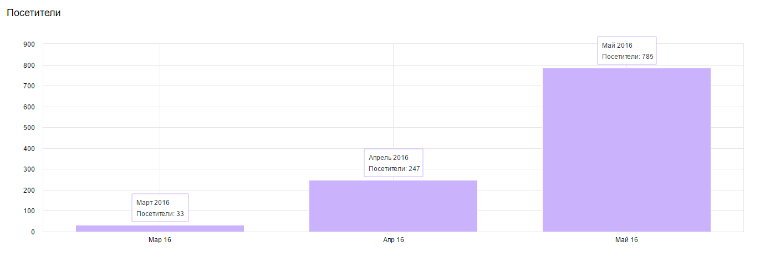 Посетители
900
Май 2016
Посетители: 785
800
700
600
500
400
Апрель 2016
Посетители: 247
300
200
Март 2016
Посетители: 33
100
0
Мар 16
Апр 16
Май 16